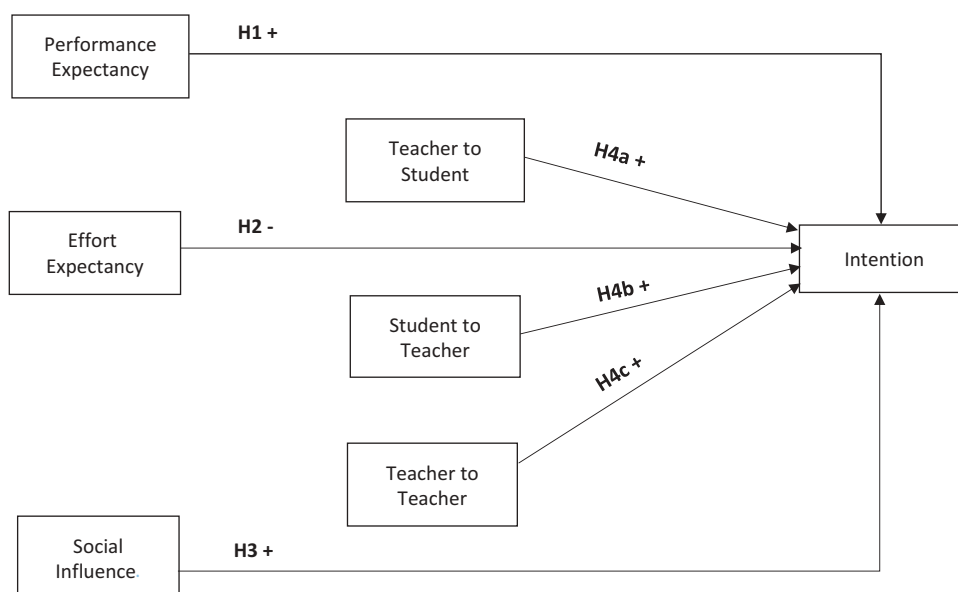 H1 +
Performance
Expectancy
Teacher to
Student
H4a +
H2 -
Effort
Expectancy
Intention
H4b +
Student to
Teacher
H4c +
Teacher to
Teacher
H3 +
Social
Influence.